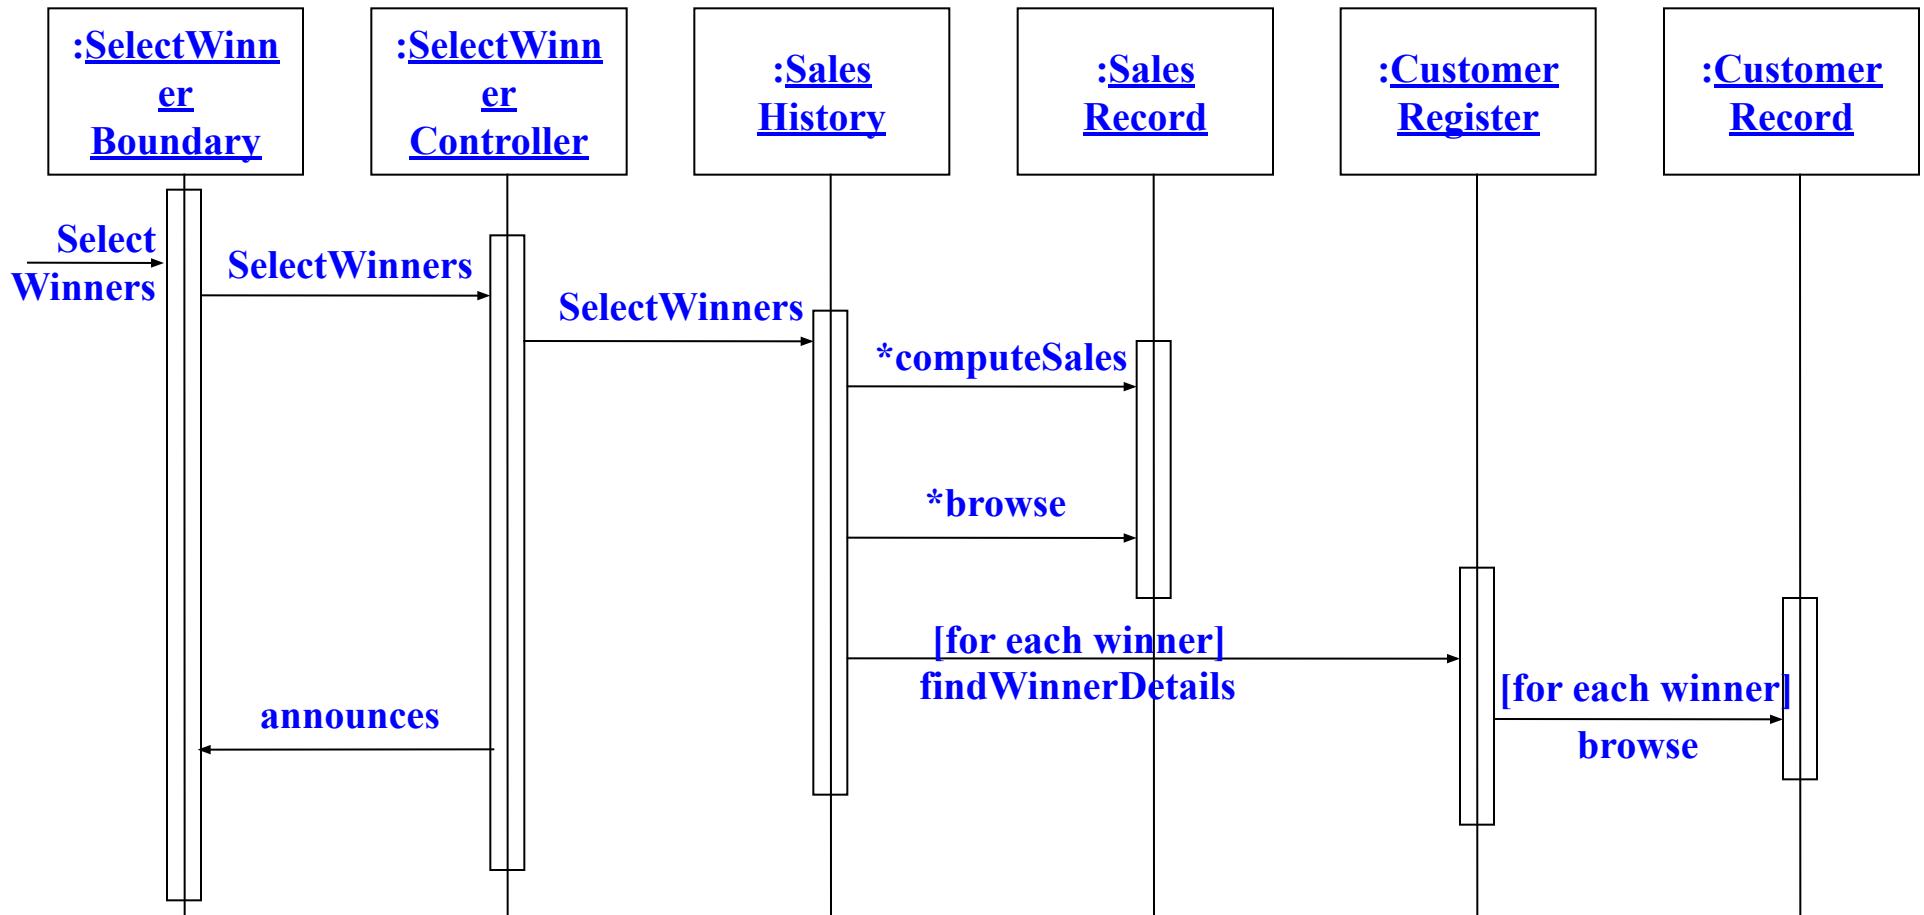 :SelectWinn
er
Boundary
:SelectWinn
er
Controller
:Sales
History
:Sales
Record
:Customer
Register
:Customer
Record
Select
Winners
SelectWinners
SelectWinners
*computeSales
*browse
[for each winner]
findWinnerDetails
[for each winner]
browse
announces